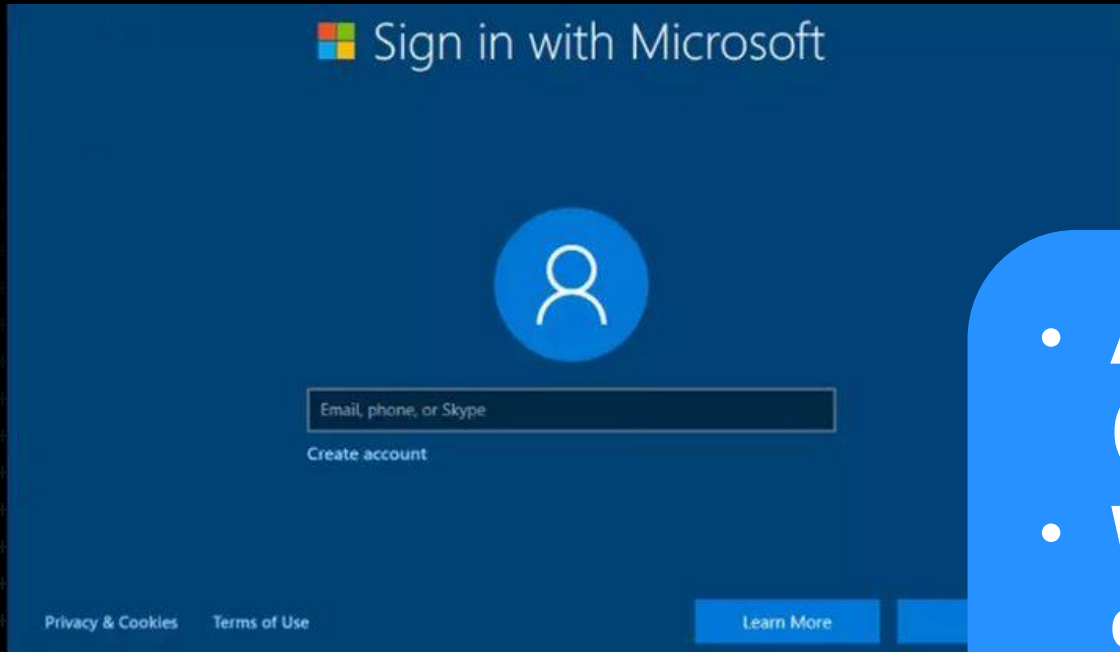 Sign in with Microsoft
Email, phone, or Skype
Create account
Privacy & Cookies Terms of Use Learn More